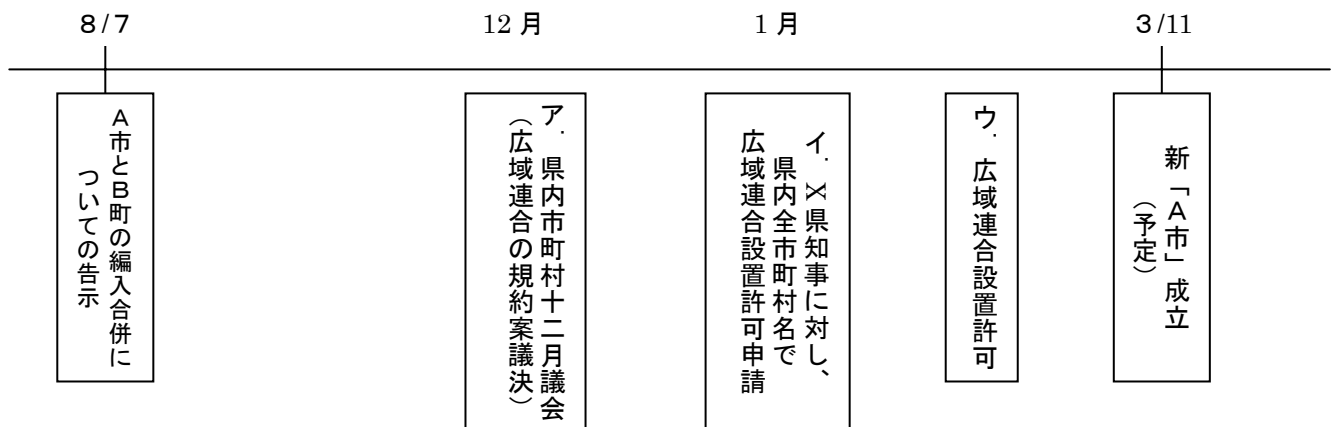 8/7
12月
1月
3/11
A市とB町の編入合併に
ついての告示
ア．県内市町村十二月議会
（広域連合の規約案議決）
イ．X県知事に対し、
県内全市町村名で
広域連合設置許可申請
ウ．広域連合設置許可
新「A市」成立
（予定）